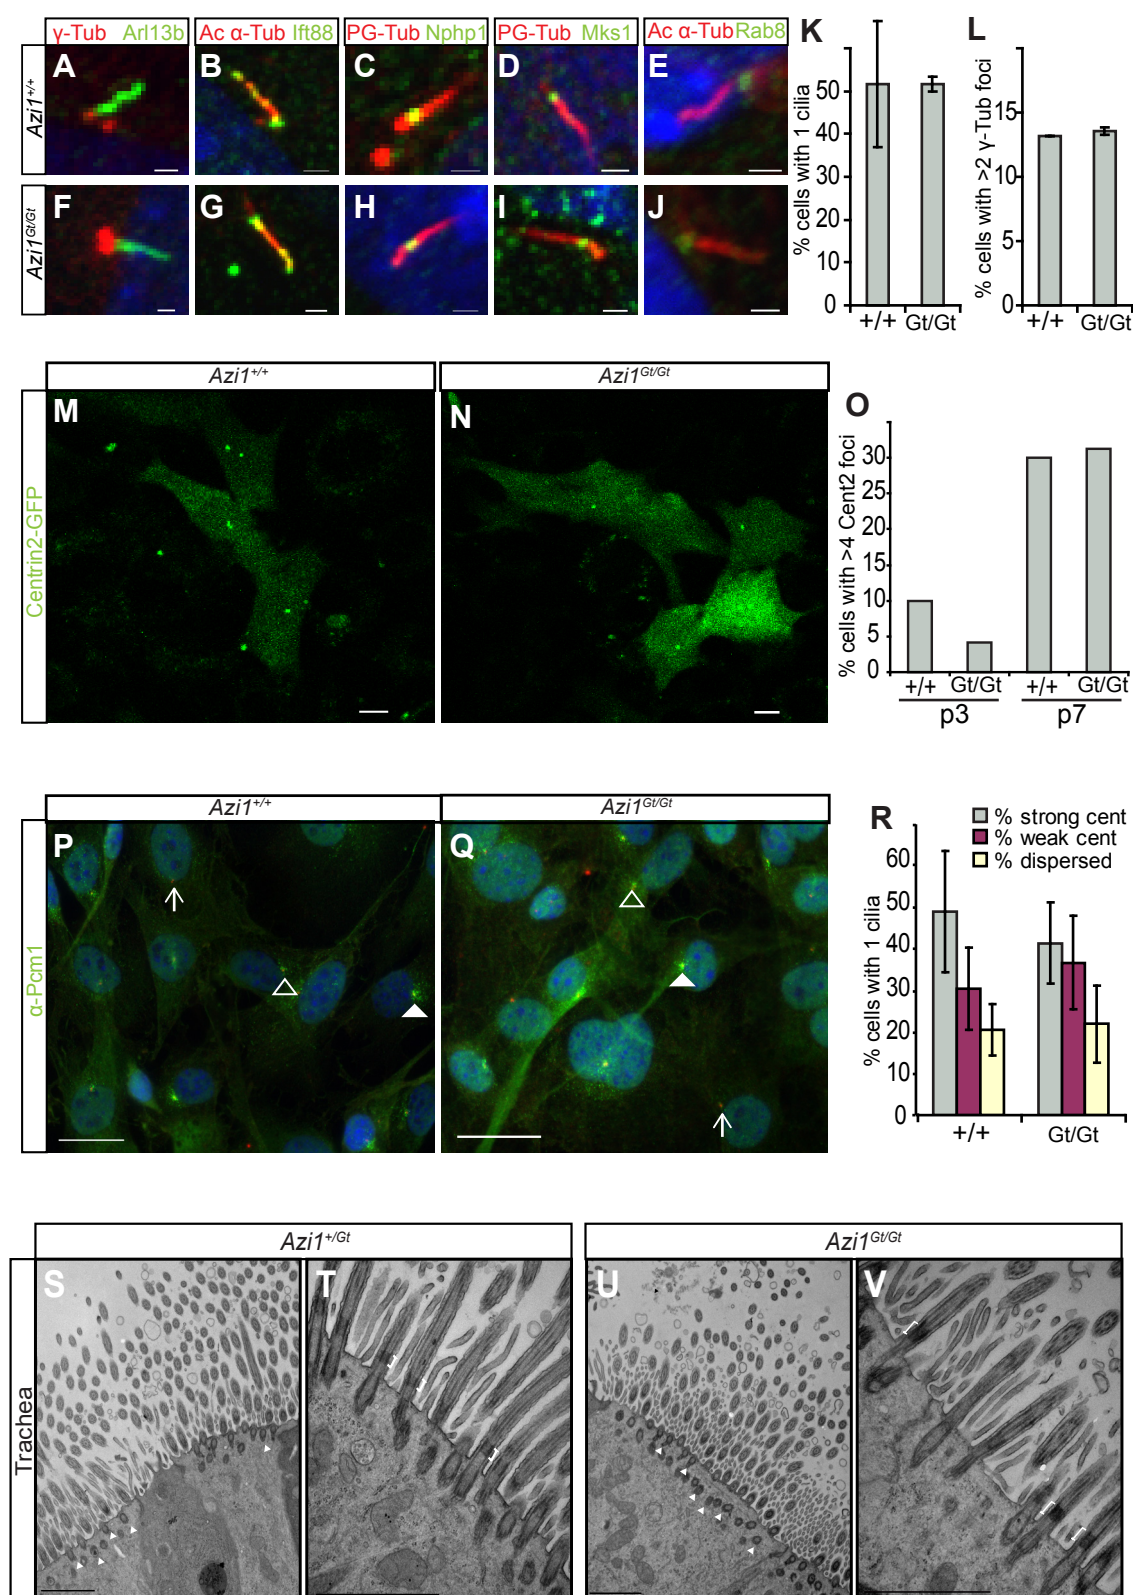 γ-Tub Arl13b
Ac α-Tub Ift88
PG-Tub Nphp1
PG-Tub Mks1
Ac α-Tub Rab8
Azi1+/+
A
B
C
D
E
Azi1Gt/Gt
F
G
H
I
J
K
% cells with 1 cilia
50
40
30
20
10
0
+/+
Gt/Gt
L
% cells with >2 γ-Tub foci
15
10
5
0
+/+
Gt/Gt
Azi1+/+
Azi1Gt/Gt
Centrin2-GFP
M
N
O
% cells with >4 Cent2 foci
30
25
20
15
10
5
0
+/+
Gt/Gt
+/+
Gt/Gt
p3
p7
Azi1+/+
Azi1Gt/Gt
α-Pcm1
P
Q
R
% strong cent
% weak cent
% dispersed
% cells with 1 cilia
60
50
40
30
20
10
0
+/+
Gt/Gt
Azi1+/Gt
Azi1Gt/Gt
Trachea
S
T
U
V